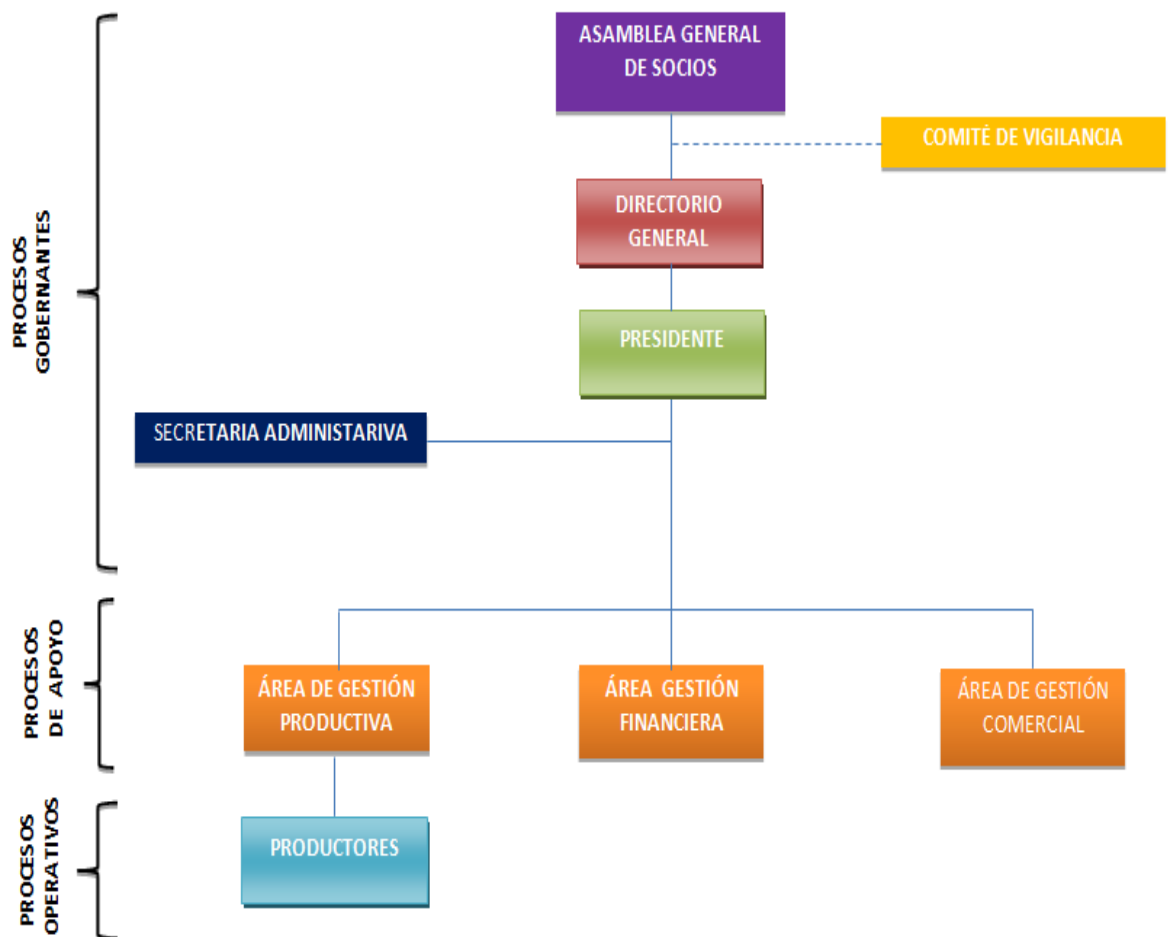 ASAMBLEA GENERAL
DE SOCIOS
COMITÉ DE VIGILANCIA
DIRECTORIO
GENERAL
PROCESOS
GOBERNANTES
PRESIDENTE
SECRETARIA ADMINISTARIVA
PROCESOS
DE APOYO
ÁREA DE GESTIÓN
PRODUCTIVA
ÁREA GESTIÓN
FINANCIERA
ÁREA DE GESTIÓN
COMERCIAL
PROCESOS
OPERATIVOS
PRODUCTORES